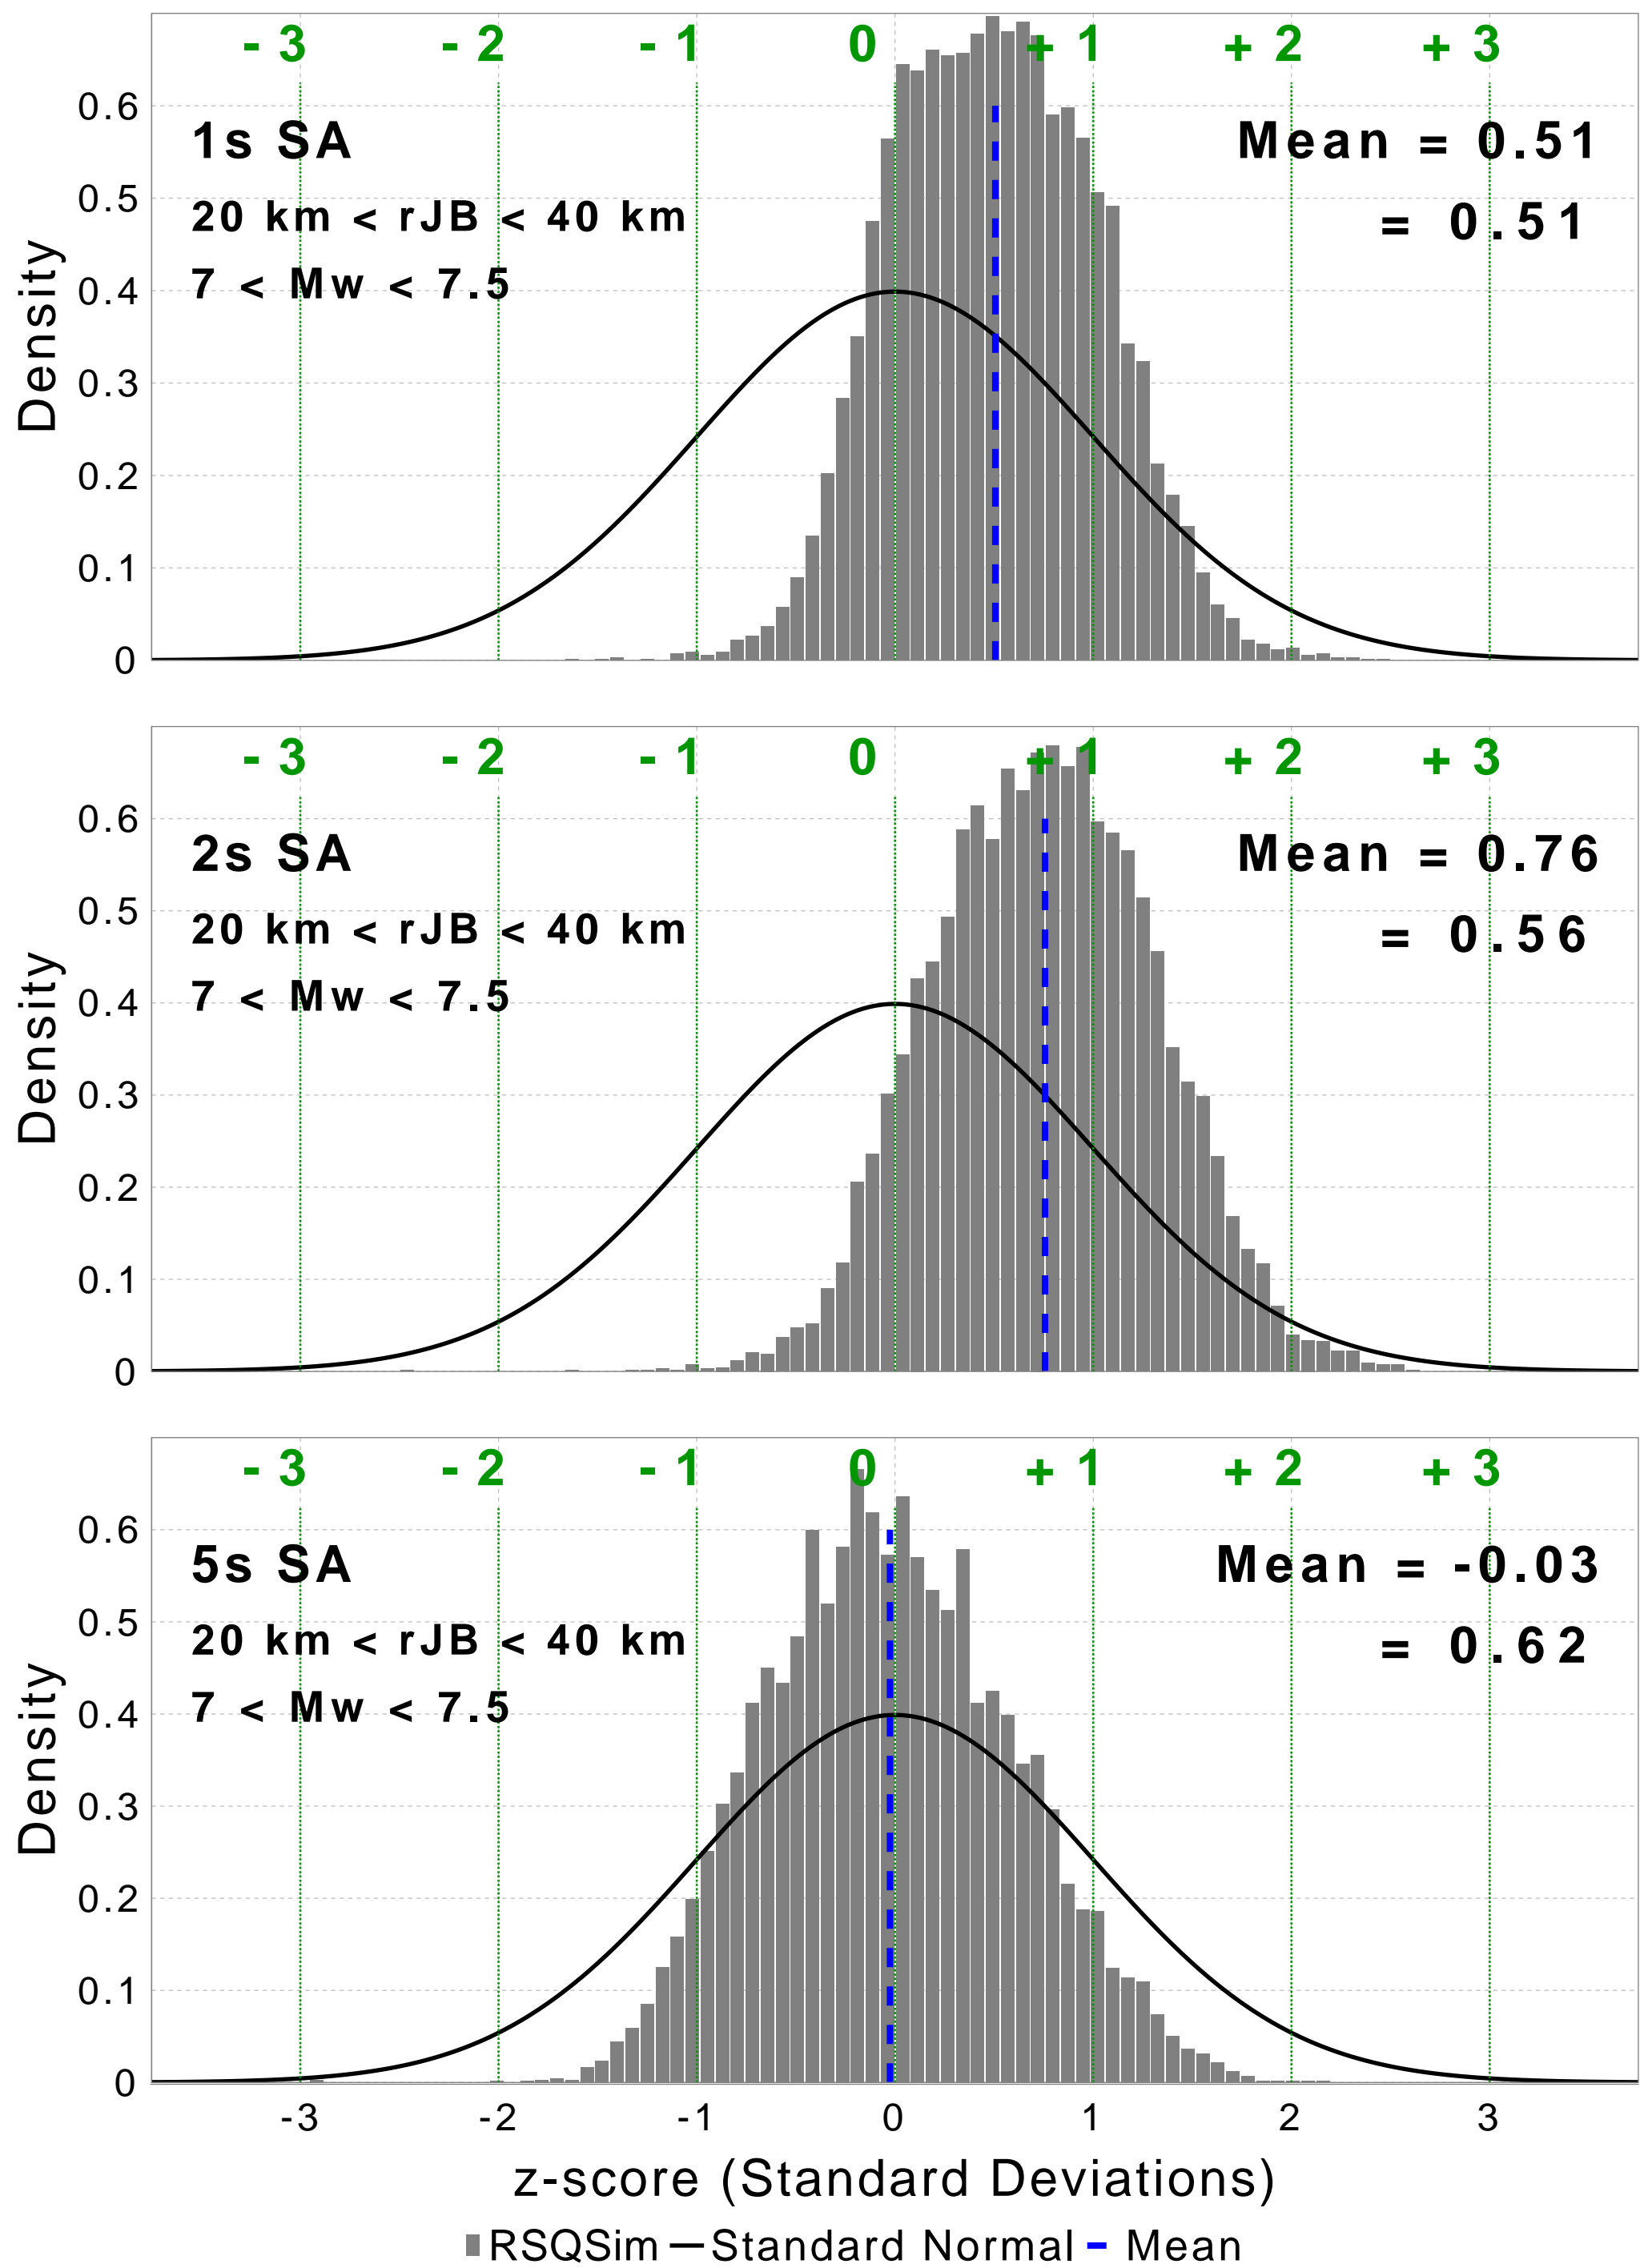 - 3 - 2 - 1 0 + 1 + 2 + 3
0.6
1s SA
Mean = 0.51
0.5
20 km < rJB < 40 km
= 0.51
7 < Mw < 7.5
0.4
Density
0.3
0.2
0.1
0
- 3 - 2 - 1 0 + 1 + 2 + 3
0.6
2s SA
Mean = 0.76
0.5
20 km < rJB < 40 km
= 0.56
7 < Mw < 7.5
0.4
Density
0.3
0.2
0.1
0
- 3 - 2 - 1 0 + 1 + 2 + 3
0.6
5s SA
Mean = -0.03
0.5
20 km < rJB < 40 km
= 0.62
7 < Mw < 7.5
0.4
Density
0.3
0.2
0.1
0
-3 -2 -1 0 1 2 3
z-score (Standard Deviations)
RSQSim Standard Normal Mean